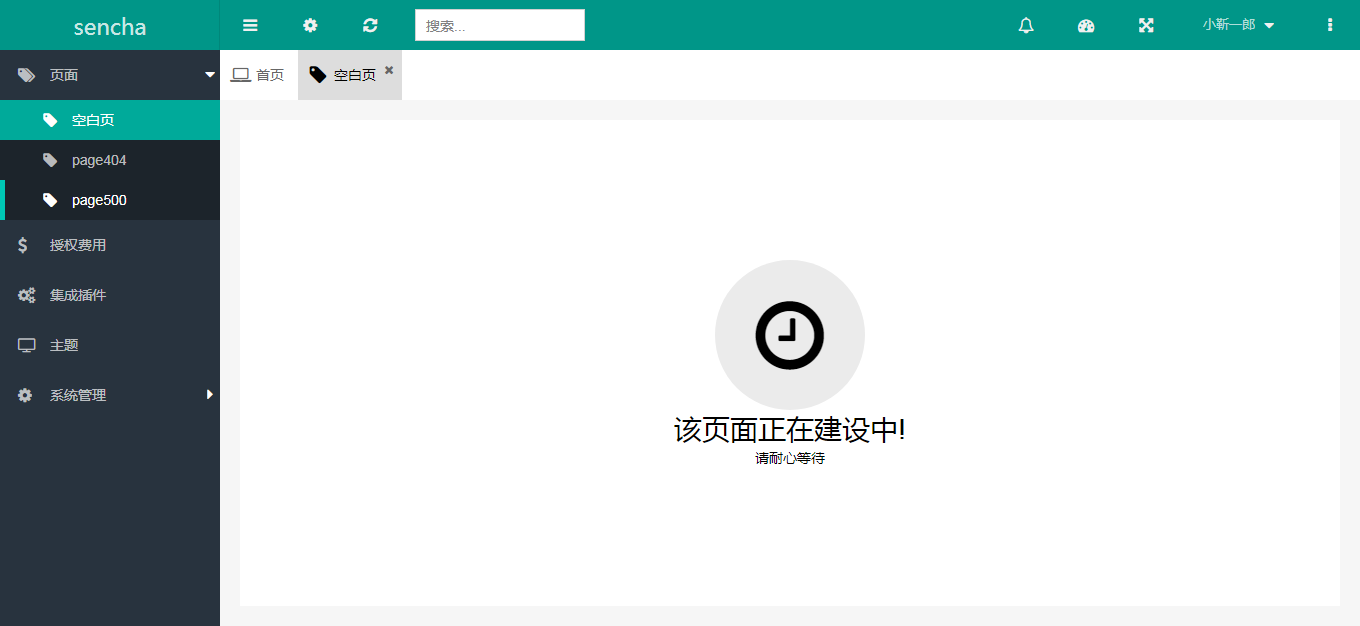 sencha
搜索...
小靳一郎
页面
首页
空白页
空白页
page404
page500
授权费用
集成插件
主题
系统管理
该页面正在建设中!
请耐心等待